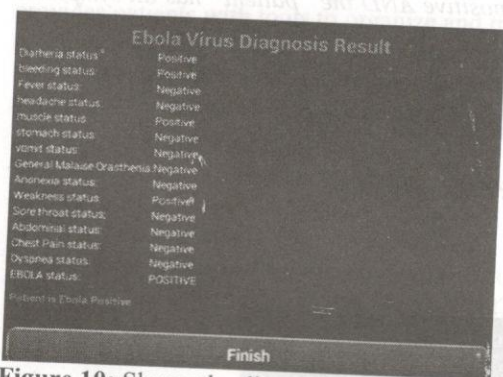 Ebola Virus Diagnosis Result
Diatheria status Positive
bleeding status: Positive
Fever status: Negative
headache status: Negative
muscle status Positive
stomach status: Negative
vomit status: Negative
General Malaise Orasthenia: Negative
Anorexia status: Negative
Weakness status: Positive
Sore throat status: Negative
Abdominal status: Negative
Chest Pain status: Negative
Dyspnea status: Negative
EBOLA status: POSITIVE
Patient is Ebola Positive
Finish